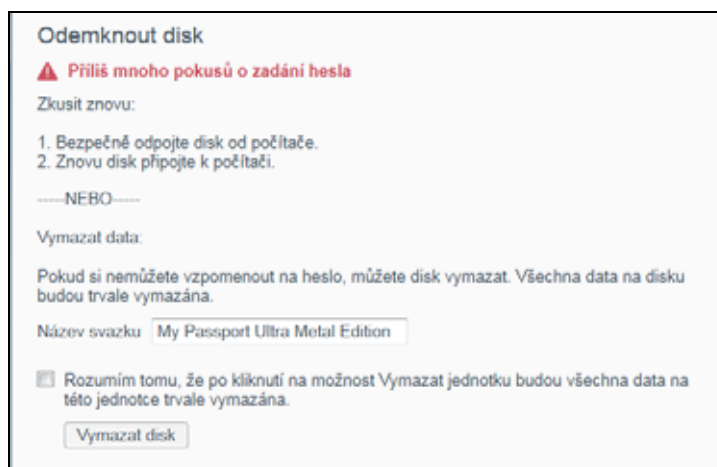 Odemknout disk
Příliš mnoho pokusů o zadání hesla
Zkusit znovu:
1. Bezpečně odpojte disk od počítače.
2. Znovu disk připojte k počítači.
-----NEBO-----
Vymazat data:
Pokud si nemůžete vzpomenout na heslo, můžete disk vymazat. Všechna data na disku
budou trvale vymazána.
Název svazku My Passport Ultra Metal Edition
Rozumím tomu, že po kliknutí na možnost Vymazat jednotku budou všechna data na
této jednotce trvale vymazána.
Vymazat disk